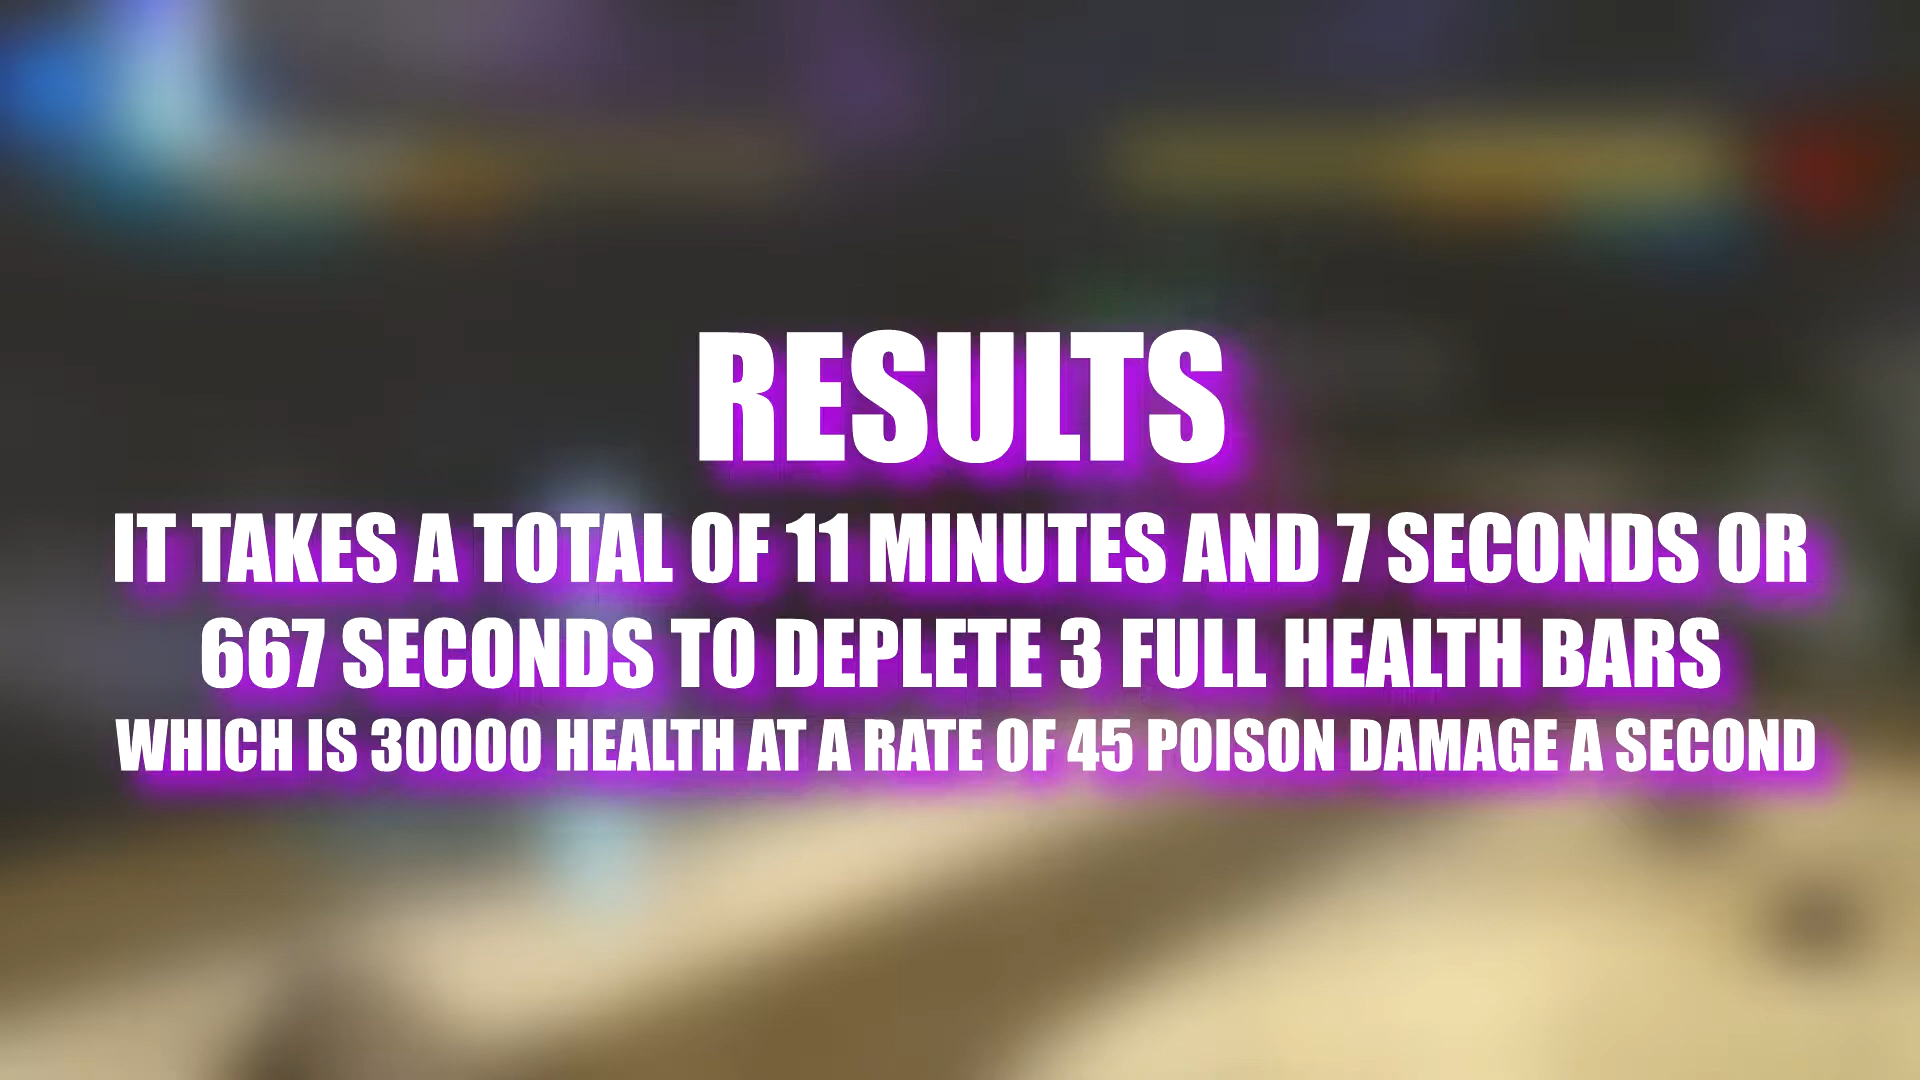 RESULTS
IT TAKES A TOTAL OF 11 MINUTES AND 7 SECONDS OR
667 SECONDS TO DEPLETE 3 FULL HEALTH BARS
WHICH IS 30000 HEALTH AT A RATE OF 45 POISON DAMAGE A SECOND